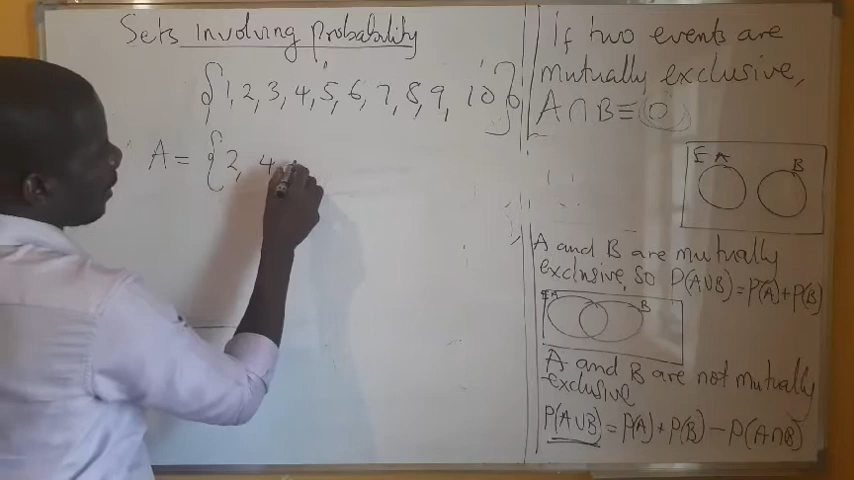 Sets Involving Probability
{1, 2, 3, 4, 5, 6, 7, 8, 9, 10}
A = {2, 4
If two events are
mutually exclusive,
A∩B = 0
E A B
A and B are mutually
exclusive, so P(A∪B) = P(A) + P(B)
E A B
A and B are not mutually
-exclusive
P(A∪B) = P(A) + P(B) - P(A∩B)